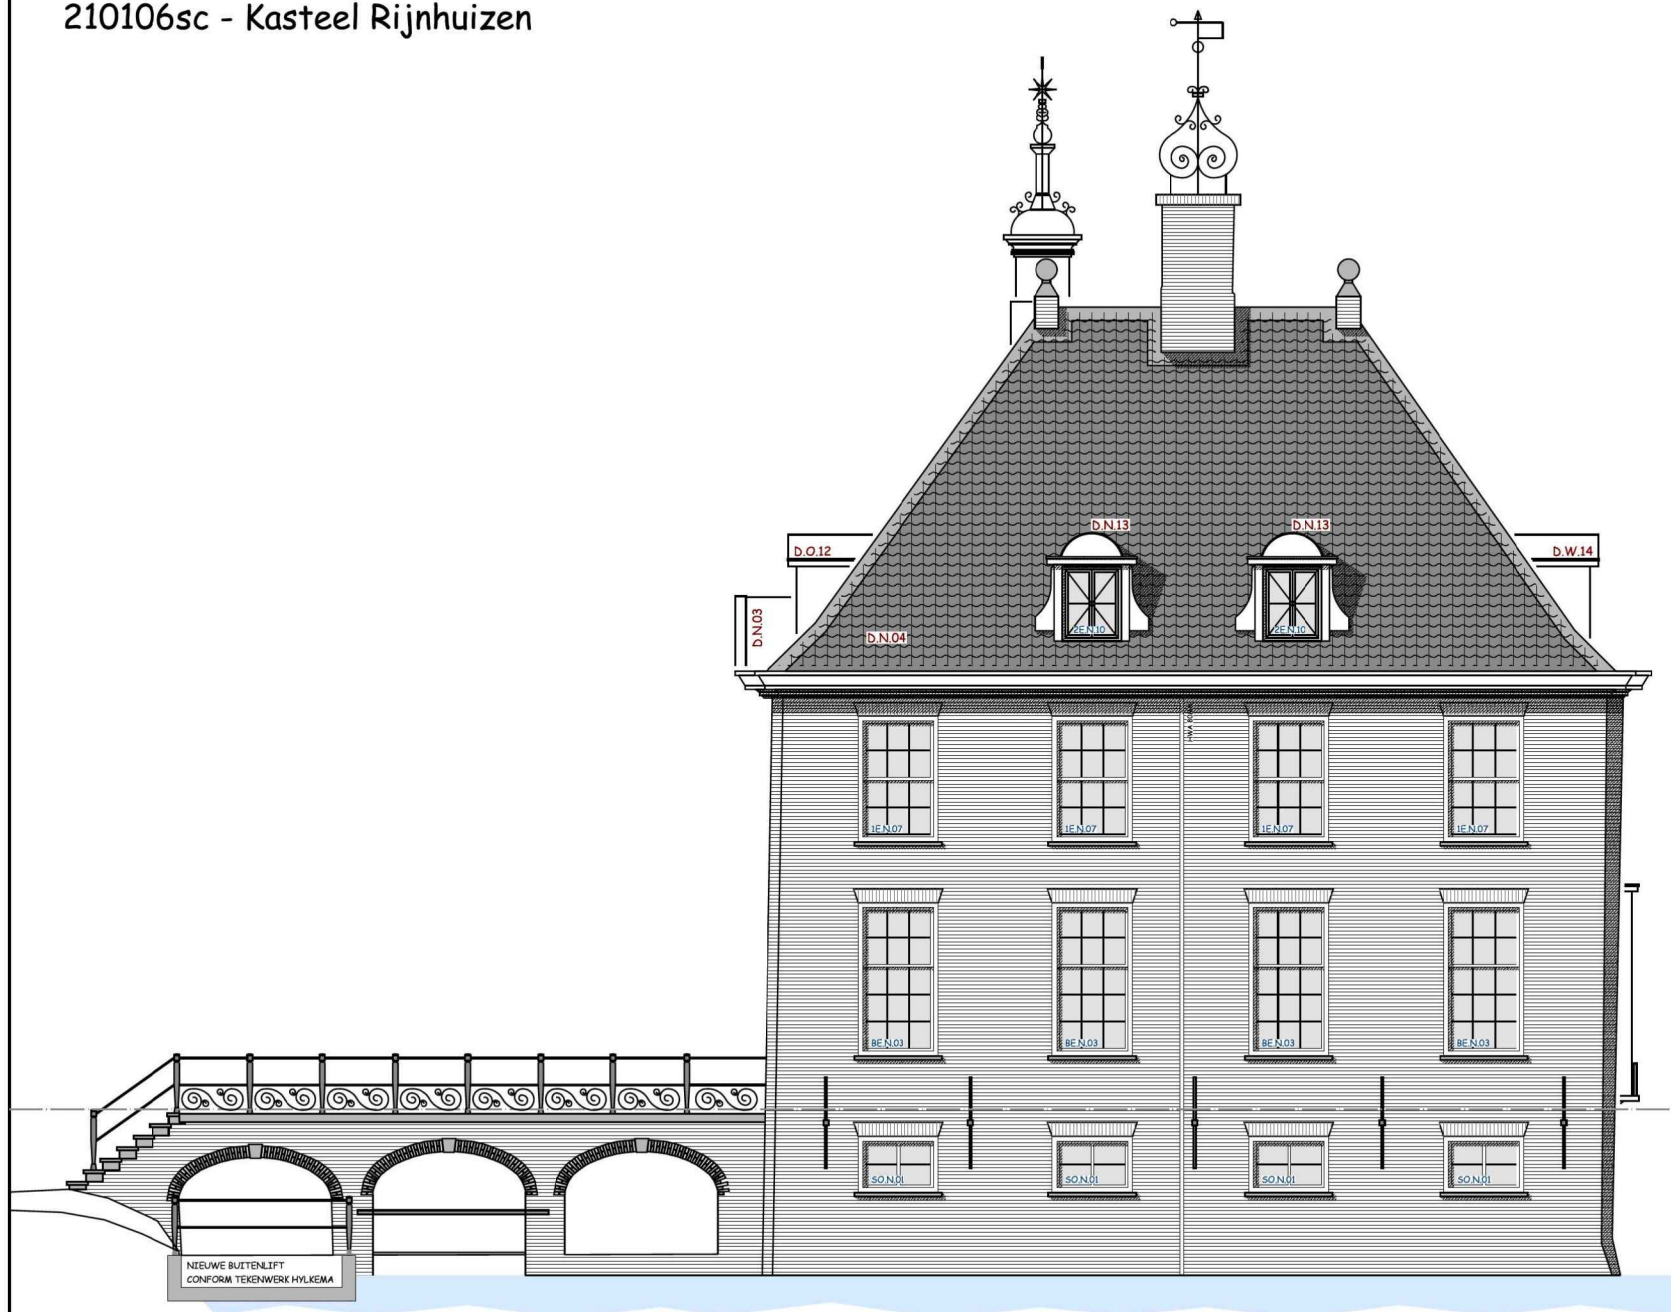 210106sc - Kasteel Rijnhuizen
D.N.13 D.N.13
D.O.12 D.W.14
D.N.03
D.N.04
2E.N.10 2E.N.10
1E.N.07 1E.N.07 1E.N.07 1E.N.07
BE.N.03 BE.N.03 BE.N.03 BE.N.03
SO.N.01 SO.N.01 SO.N.01 SO.N.01
NIEUWE BUITENLIFT
CONFORM TEKENWERK HYLKEMA